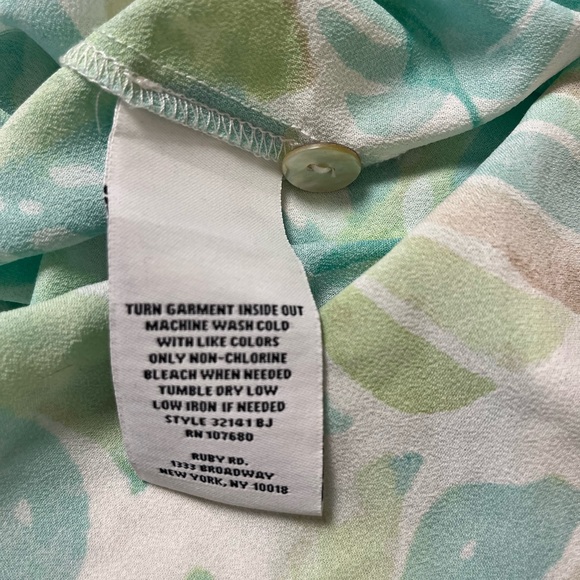 TURN GARMENT INSIDE OUT
MACHINE WASH COLD
WITH LIKE COLORS
ONLY NON-CHLORINE
BLEACH WHEN NEEDED
TUMBLE DRY LOW
LOW IRON IF NEEDED
STYLE 32141 BJ
RN 107680
RUBY RD.
1333 BROADWAY
NEW YORK, NY 10018